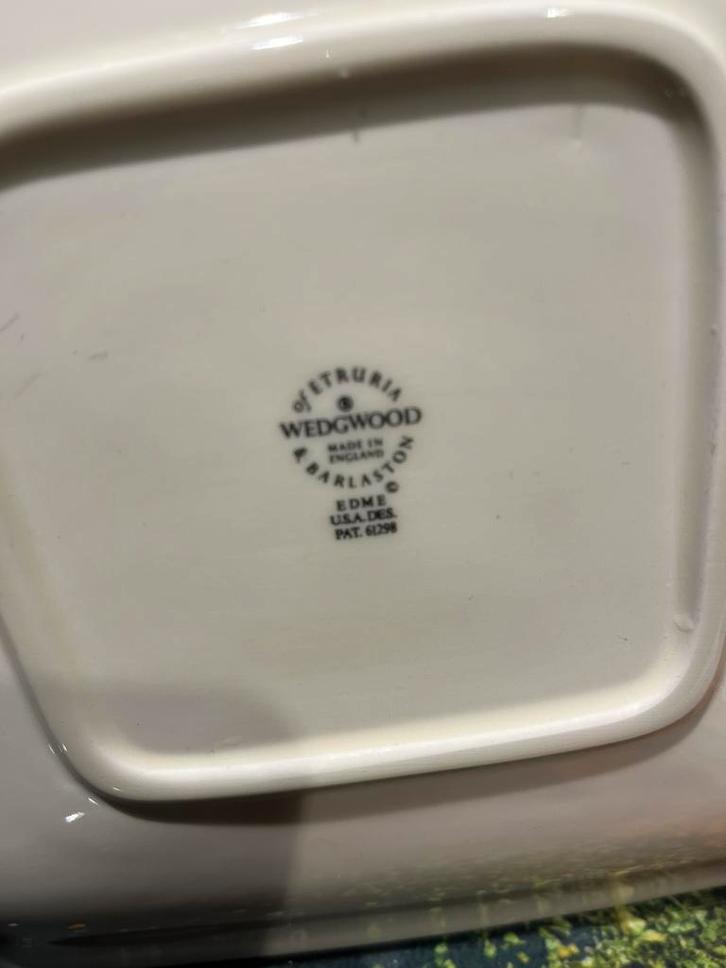 of ETRURIA
®
WEDGWOOD
MADE IN
ENGLAND
& BARLASTON
©
EDME
U.S.A. DES.
PAT. 61298